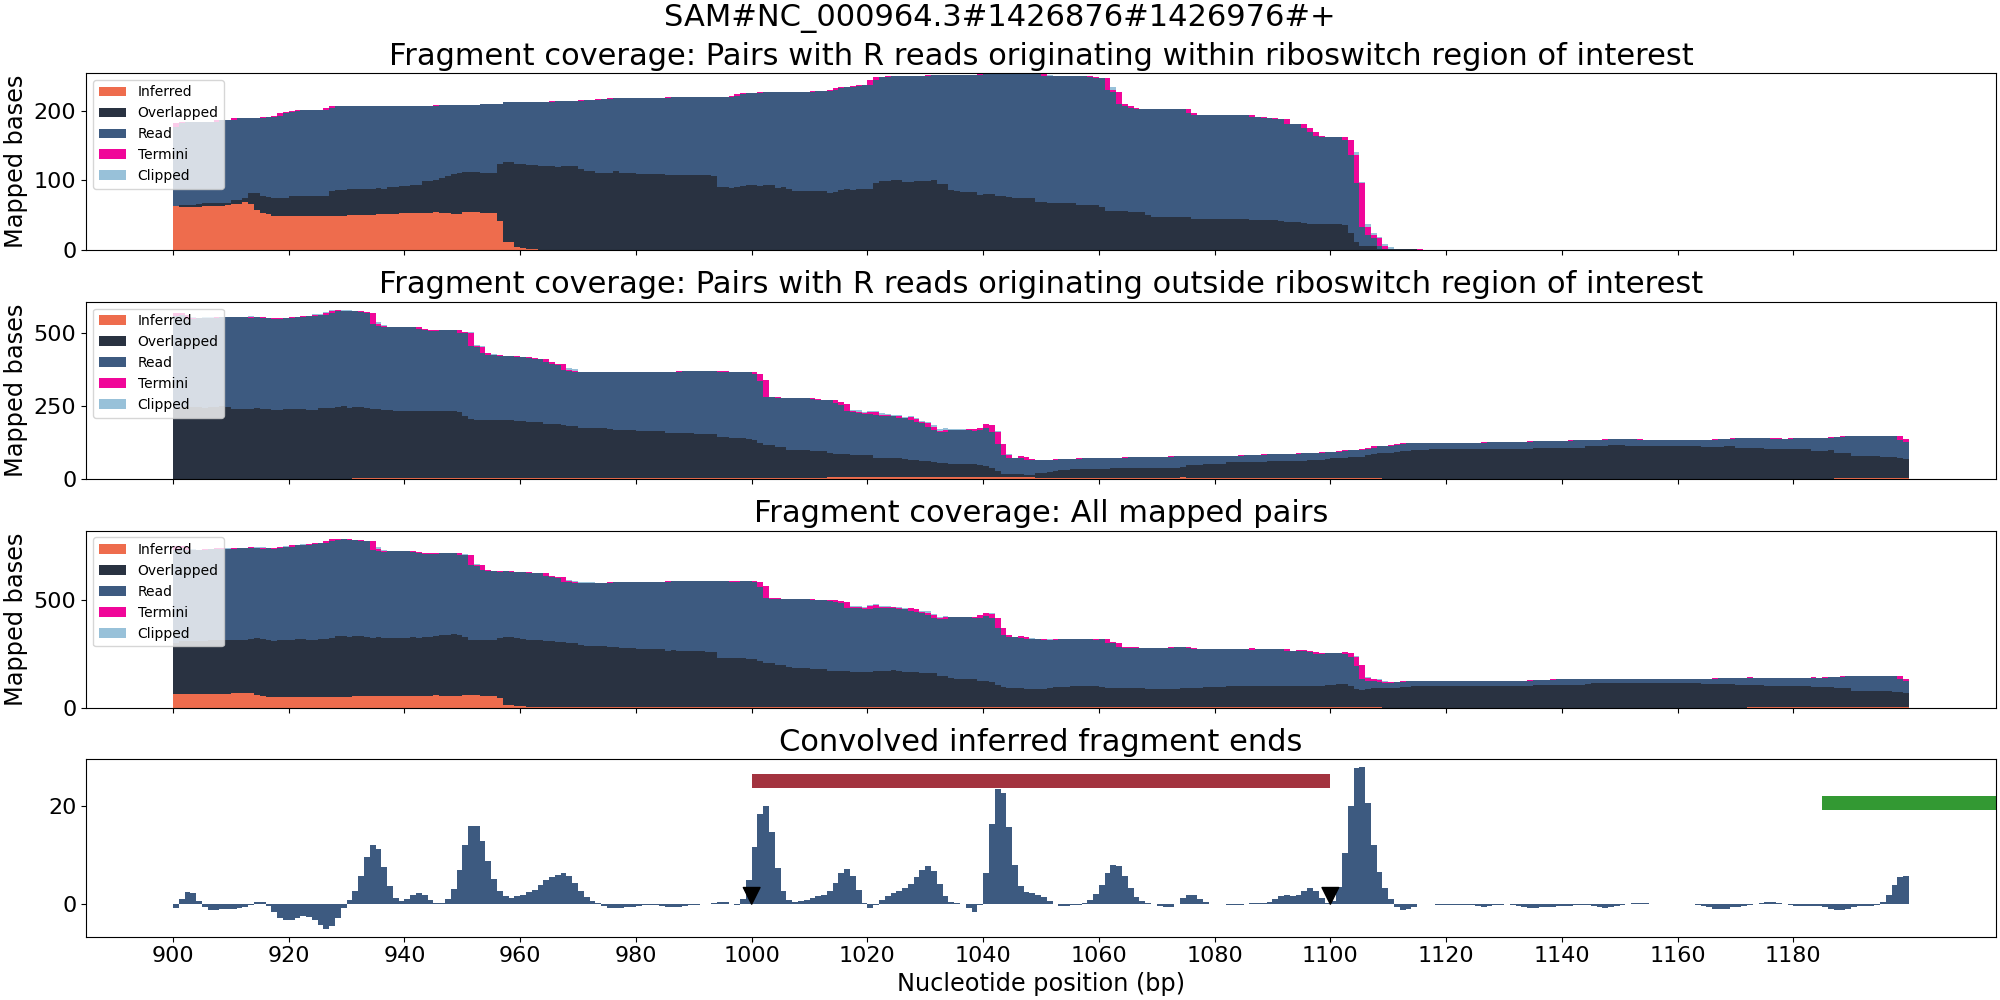 SAM#NC_000964.3#1426876#1426976#+
Fragment coverage: Pairs with R reads originating within riboswitch region of interest
Mapped bases
200
100
0
Inferred
Overlapped
Read
Termini
Clipped
Fragment coverage: Pairs with R reads originating outside riboswitch region of interest
Mapped bases
500
250
0
Inferred
Overlapped
Read
Termini
Clipped
Fragment coverage: All mapped pairs
Mapped bases
500
0
Inferred
Overlapped
Read
Termini
Clipped
Convolved inferred fragment ends
20
0
900 920 940 960 980 1000 1020 1040 1060 1080 1100 1120 1140 1160 1180
Nucleotide position (bp)